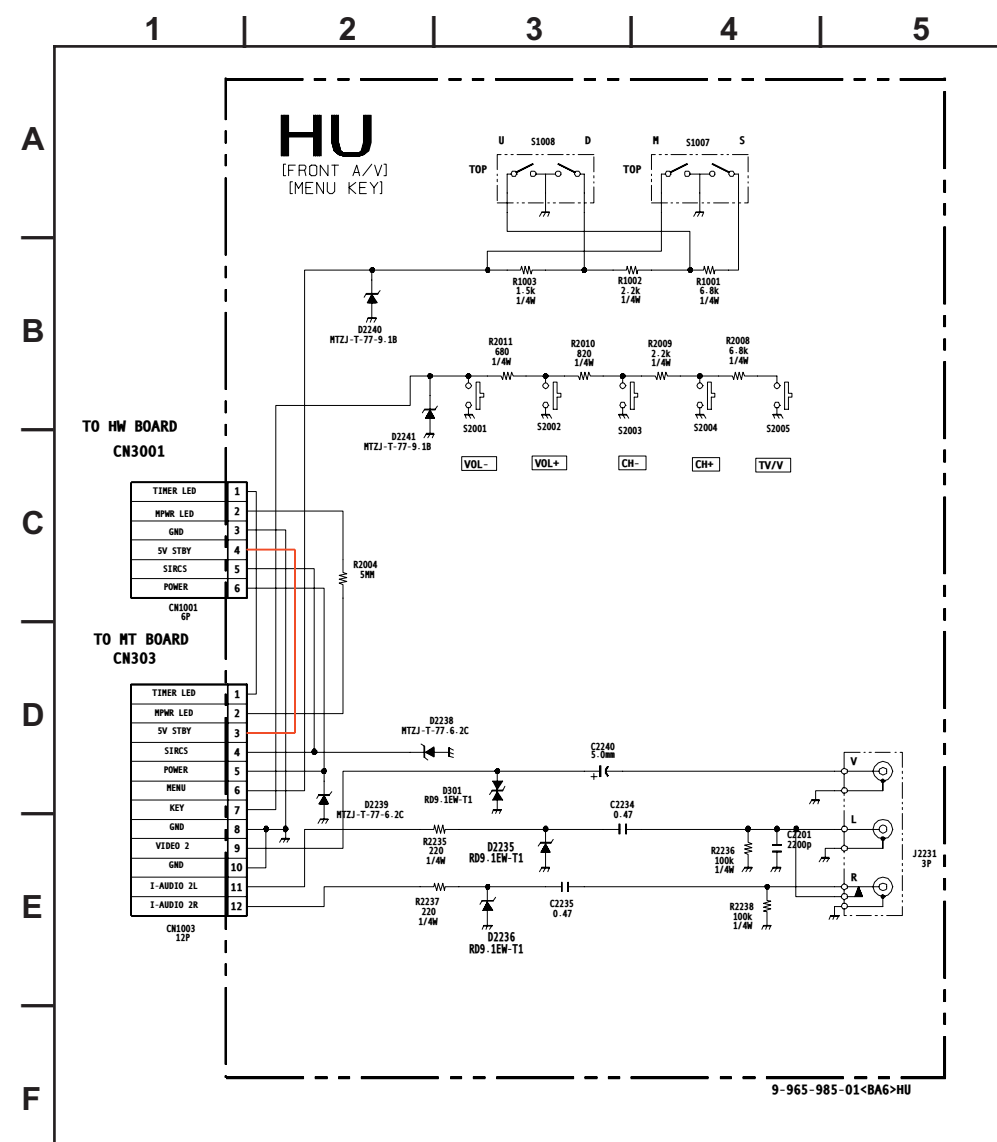 1 2 3 4 5
A
B
C
D
E
F
HU
[FRONT A/V]
[MENU KEY]
U S1008 D
TOP
M S1007 S
TOP
R1003
1.5k
1/4W
R1002
2.2k
1/4W
R1001
6.8k
1/4W
D2240
MTZJ-T-77-9.1B
R2011
680
1/4W
R2010
820
1/4W
R2009
2.2k
1/4W
R2008
6.8k
1/4W
D2241
MTZJ-T-77-9.1B
S2001
S2002
S2003
S2004
S2005
VOL-
VOL+
CH-
CH+
TV/V
TO HW BOARD
CN3001
TIMER LED 1
MPWR LED 2
GND 3
5V STBY 4
SIRCS 5
POWER 6
CN1001
6P
R2004
5MM
TO MT BOARD
CN303
TIMER LED 1
MPWR LED 2
5V STBY 3
SIRCS 4
POWER 5
MENU 6
KEY 7
GND 8
VIDEO 2 9
GND 10
I-AUDIO 2L 11
I-AUDIO 2R 12
CN1003
12P
D2238
MTZJ-T-77-6.2C
D2239
MTZJ-T-77-6.2C
D301
RD9.1EW-T1
C2240
5.0mm
+
C2234
0.47
R2235
220
1/4W
D2235
RD9.1EW-T1
R2236
100k
1/4W
C2201
2200p
R2237
220
1/4W
D2236
RD9.1EW-T1
C2235
0.47
R2238
100k
1/4W
V
L
R
J2231
3P
9-965-985-01<BA6>HU